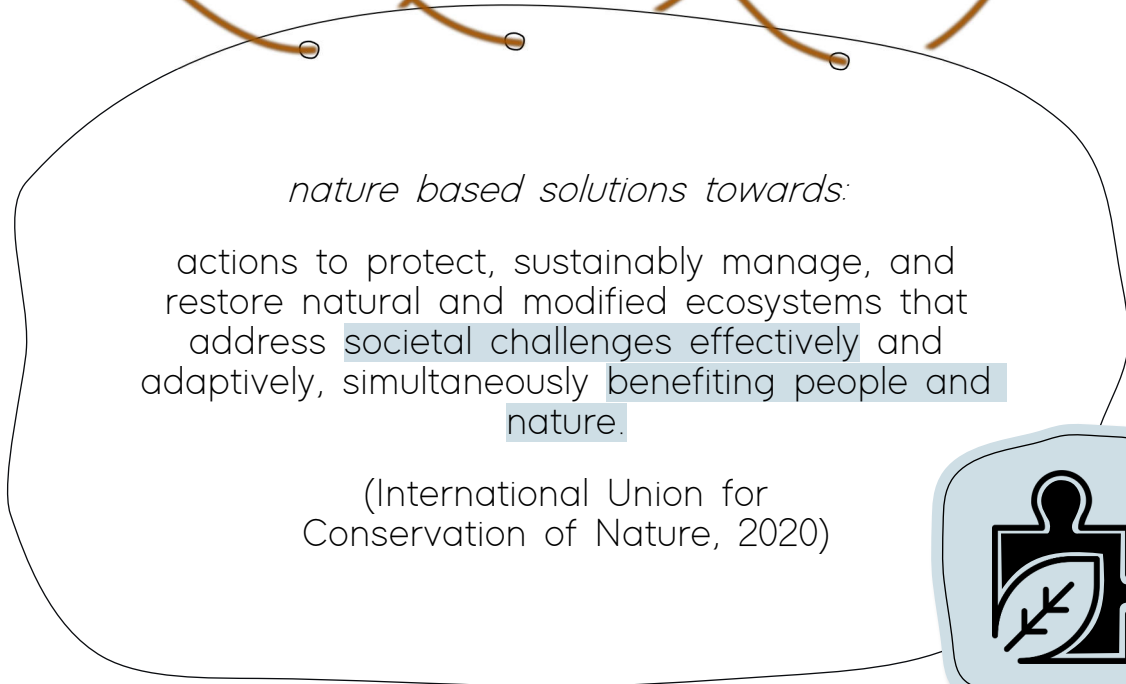 nature based solutions towards:
actions to protect, sustainably manage, and
restore natural and modified ecosystems that
address societal challenges effectively and
adaptively, simultaneously benefiting people and
nature.
(International Union for
Conservation of Nature, 2020)